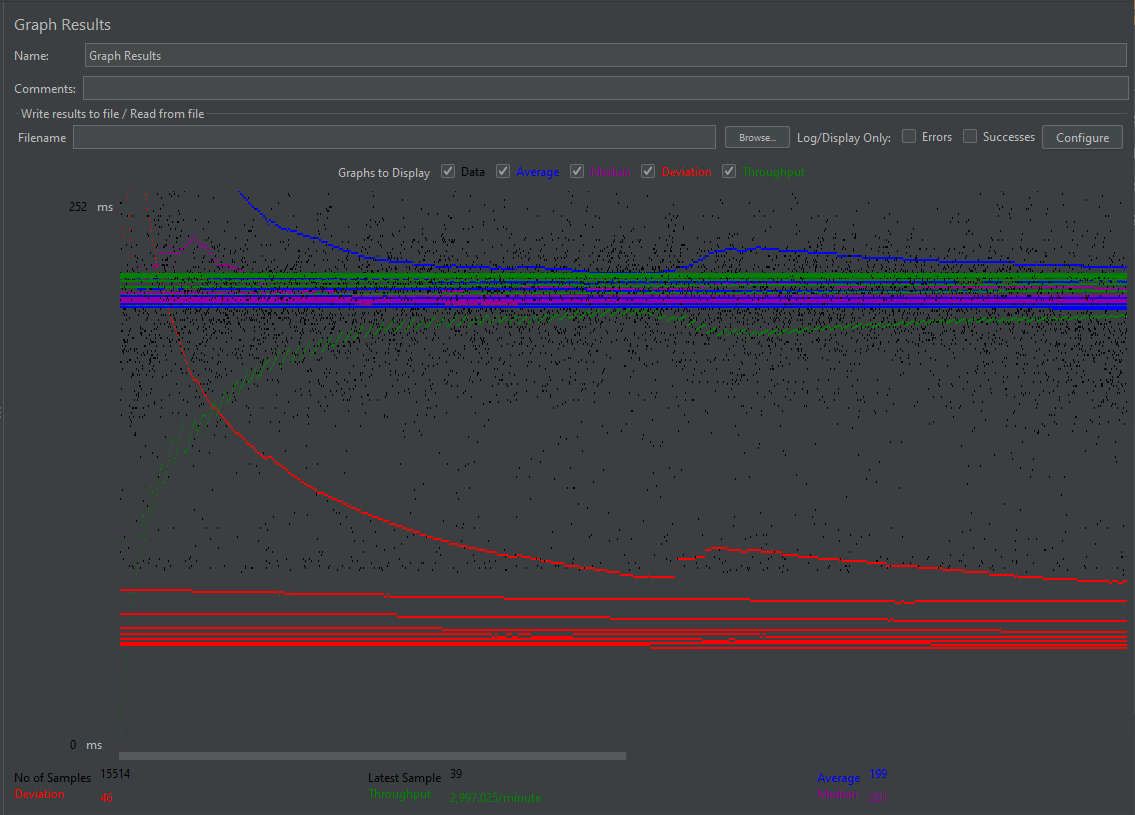 Graph Results
Name: Graph Results
Comments:
Write results to file / Read from file
Filename Browse... Log/Display Only: Errors Successes Configure
Graphs to Display Data Average Median Deviation Throughput
252 ms
0 ms
No of Samples 15514 Latest Sample 39 Average 199
Deviation 46 Throughput 2,997.025/minute Median